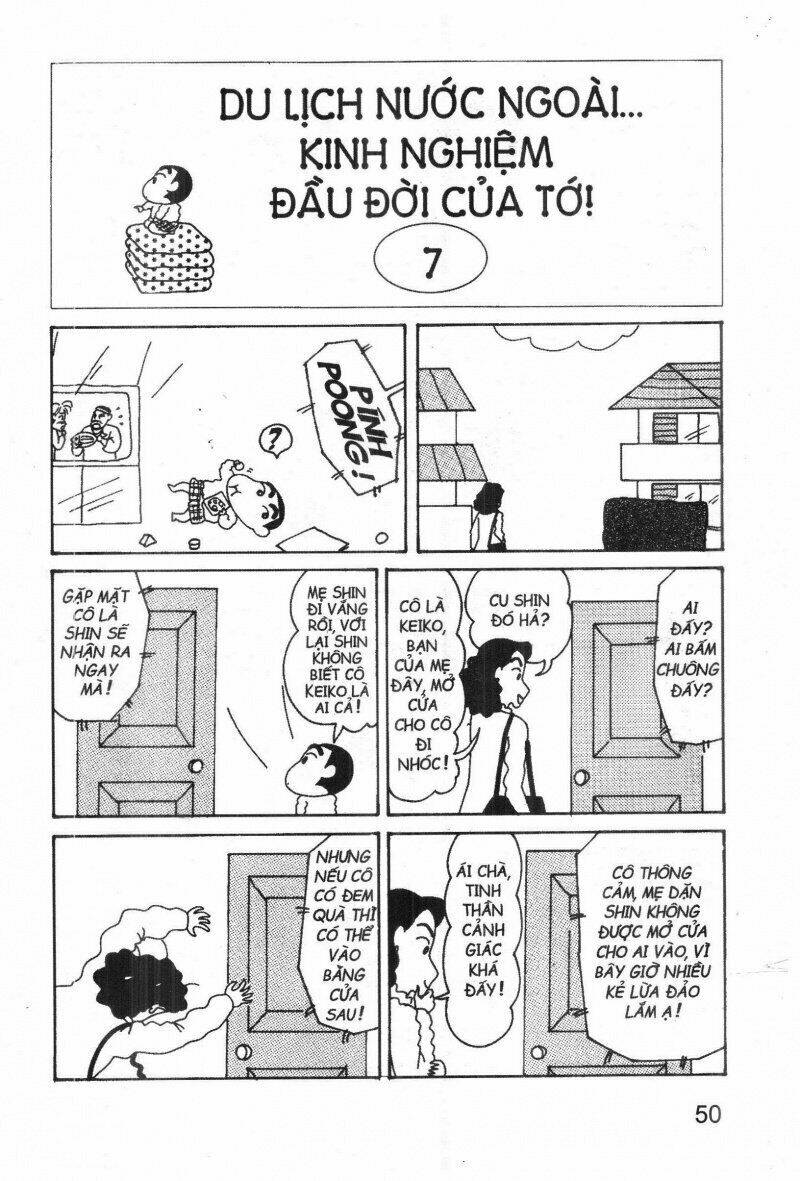 DU LỊCH NƯỚC NGOÀI...
KINH NGHIỆM
ĐẦU ĐỜI CỦA TỚ!
7
PÍNH
POONG!
?
AI
ĐẤY?
AI BẤM
CHUÔNG
ĐẤY?
CU SHIN
ĐÓ HẢ?
CÔ LÀ
KEIKO,
BẠN
CỦA MẸ
ĐÂY, MỞ
CỬA
CHO CÔ
ĐI
NHÓC!
MẸ SHIN
ĐI VẮNG
RỒI, VỚI
LẠI SHIN
KHÔNG
BIẾT CÔ
KEIKO LÀ
AI CẢ!
GẶP MẶT
CÔ LÀ
SHIN SẼ
NHẬN RA
NGAY
MÀ!
CÔ THÔNG
CẢM, MẸ DẶN
SHIN KHÔNG
ĐƯỢC MỞ CỬA
CHO AI VÀO, VÌ
BÂY GIỜ NHIỀU
KẺ LỪA ĐẢO
LẮM Ạ!
ÁI CHÀ,
TINH
THẦN
CẢNH
GIÁC
KHÁ
ĐẤY!
NHƯNG
NẾU CÔ
CÓ ĐEM
QUÀ THÌ
CÓ THỂ
VÀO
BẰNG
CỬA
SAU!
50